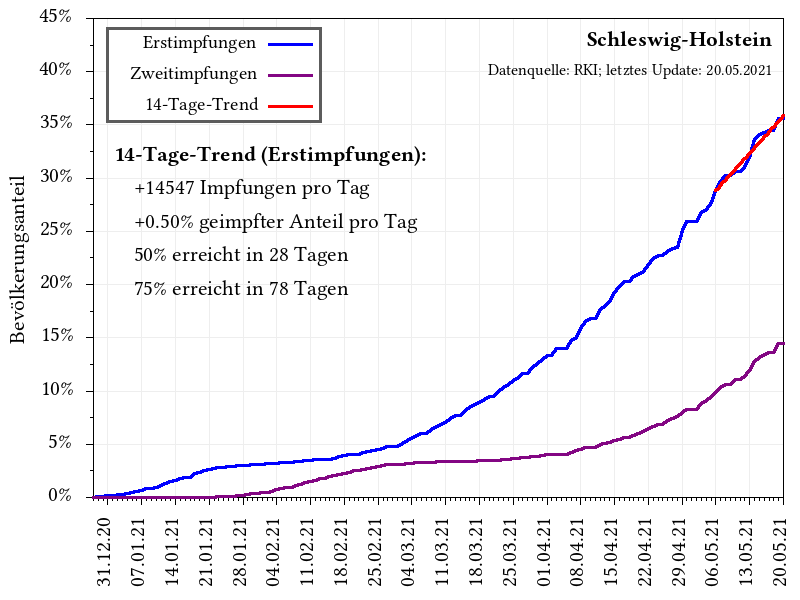 45%
40%
35%
30%
25%
20%
15%
10%
5%
0%
Bevölkerungsanteil
Erstimpfungen
Zweitimpfungen
14-Tage-Trend
Schleswig-Holstein
Datenquelle: RKI; letztes Update: 20.05.2021
14-Tage-Trend (Erstimpfungen):
+14547 Impfungen pro Tag
+0.50% geimpfter Anteil pro Tag
50% erreicht in 28 Tagen
75% erreicht in 78 Tagen
31.12.20
07.01.21
14.01.21
21.01.21
28.01.21
04.02.21
11.02.21
18.02.21
25.02.21
04.03.21
11.03.21
18.03.21
25.03.21
01.04.21
08.04.21
15.04.21
22.04.21
29.04.21
06.05.21
13.05.21
20.05.21